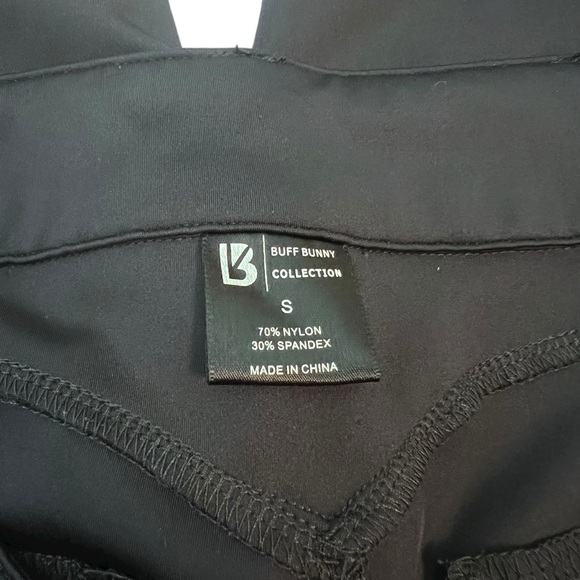 B
BUFF BUNNY
COLLECTION
S
70% NYLON
30% SPANDEX
MADE IN CHINA